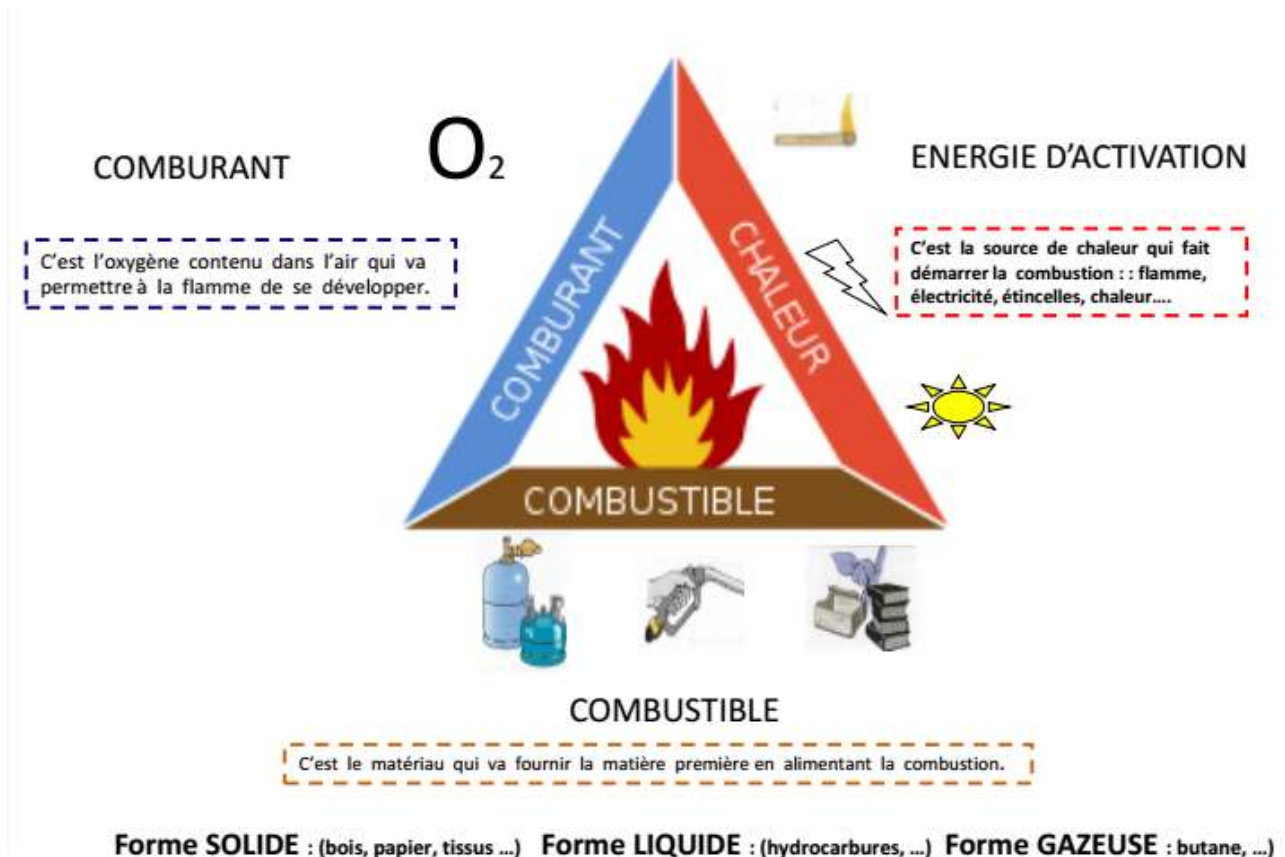 O2
COMBURANT
ENERGIE D'ACTIVATION
C'est l'oxygène contenu dans l'air qui va
permettre à la flamme de se développer.
C'est la source de chaleur qui fait
démarrer la combustion : : flamme,
électricité, étincelles, chaleur....
COMBURANT
CHALEUR
COMBUSTIBLE
COMBUSTIBLE
C'est le matériau qui va fournir la matière première en alimentant la combustion.
Forme SOLIDE : (bois, papier, tissus ...) Forme LIQUIDE : (hydrocarbures, ...) Forme GAZEUSE : butane, ...)